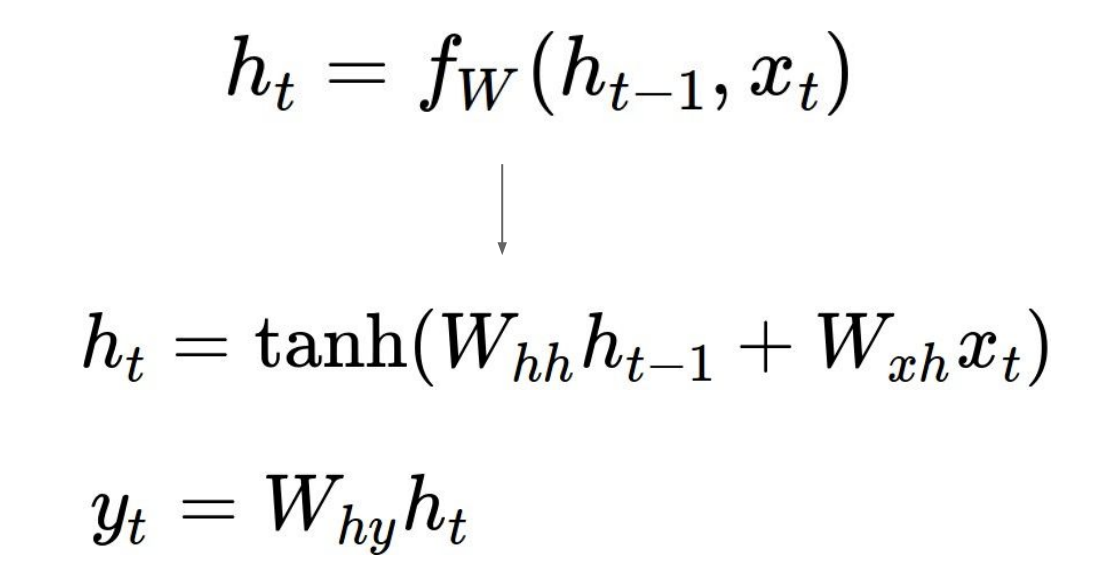 h_t = f_W(h_{t-1}, x_t)
h_t = tanh(W_{hh}h_{t-1} + W_{xh}x_t)
y_t = W_{hy}h_t